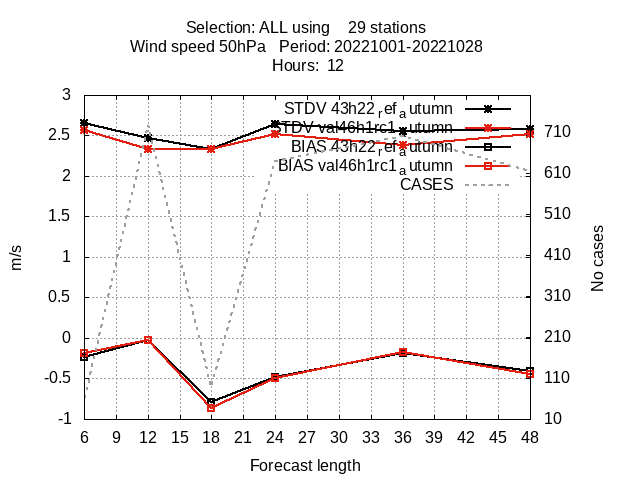 Selection: ALL using 29 stations
Wind speed 50hPa Period: 20221001-20221028
Hours: 12
STDV 43h22_ref_autumn
STDV val46h1rc1_autumn
BIAS 43h22_ref_autumn
BIAS val46h1rc1_autumn
CASES
3
2.5
2
1.5
1
0.5
0
-0.5
-1
m/s
710
610
510
410
310
210
110
10
No cases
6 9 12 15 18 21 24 27 30 33 36 39 42 45 48
Forecast length